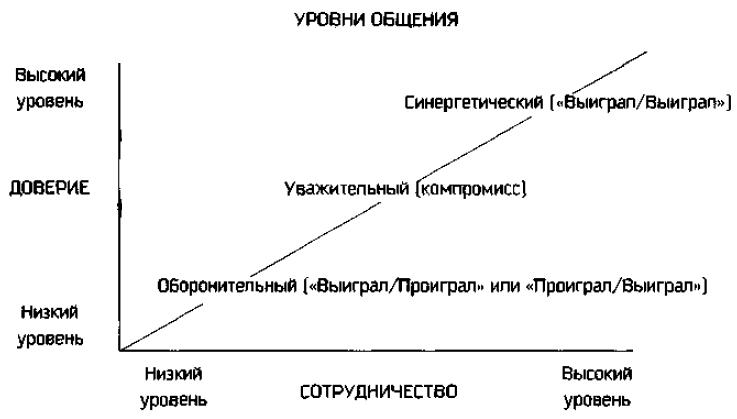 УРОВНИ ОБЩЕНИЯ
Высокий
уровень
Синергетический («Выиграл/Выиграл»)
ДОВЕРИЕ
Уважительный (компромисс)
Оборонительный («Выиграл/Проиграл» или «Проиграл/Выиграл»)
Низкий
уровень
Низкий
уровень
СОТРУДНИЧЕСТВО
Высокий
уровень